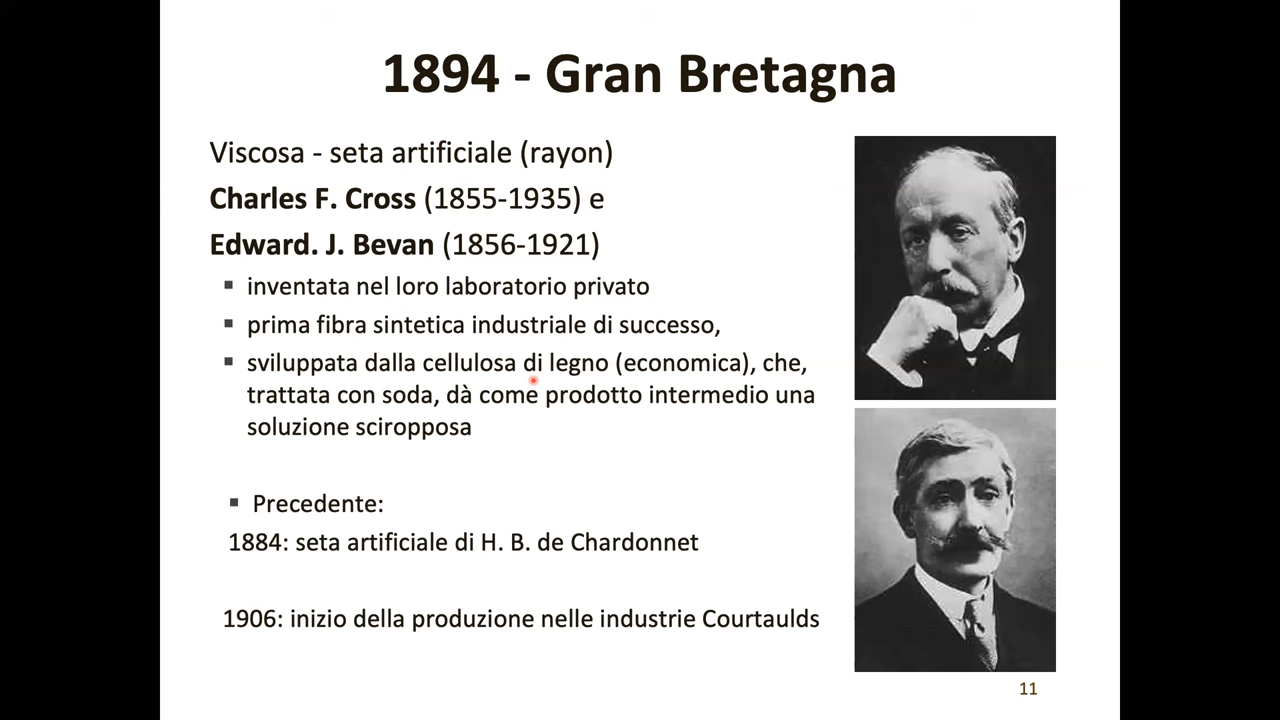 1894 - Gran Bretagna
Viscosa - seta artificiale (rayon)
Charles F. Cross (1855-1935) e
Edward. J. Bevan (1856-1921)
▪ inventata nel loro laboratorio privato
▪ prima fibra sintetica industriale di successo,
▪ sviluppata dalla cellulosa di legno (economica), che,
trattata con soda, dà come prodotto intermedio una
soluzione sciropposa
▪ Precedente:
1884: seta artificiale di H. B. de Chardonnet
1906: inizio della produzione nelle industrie Courtaulds
11